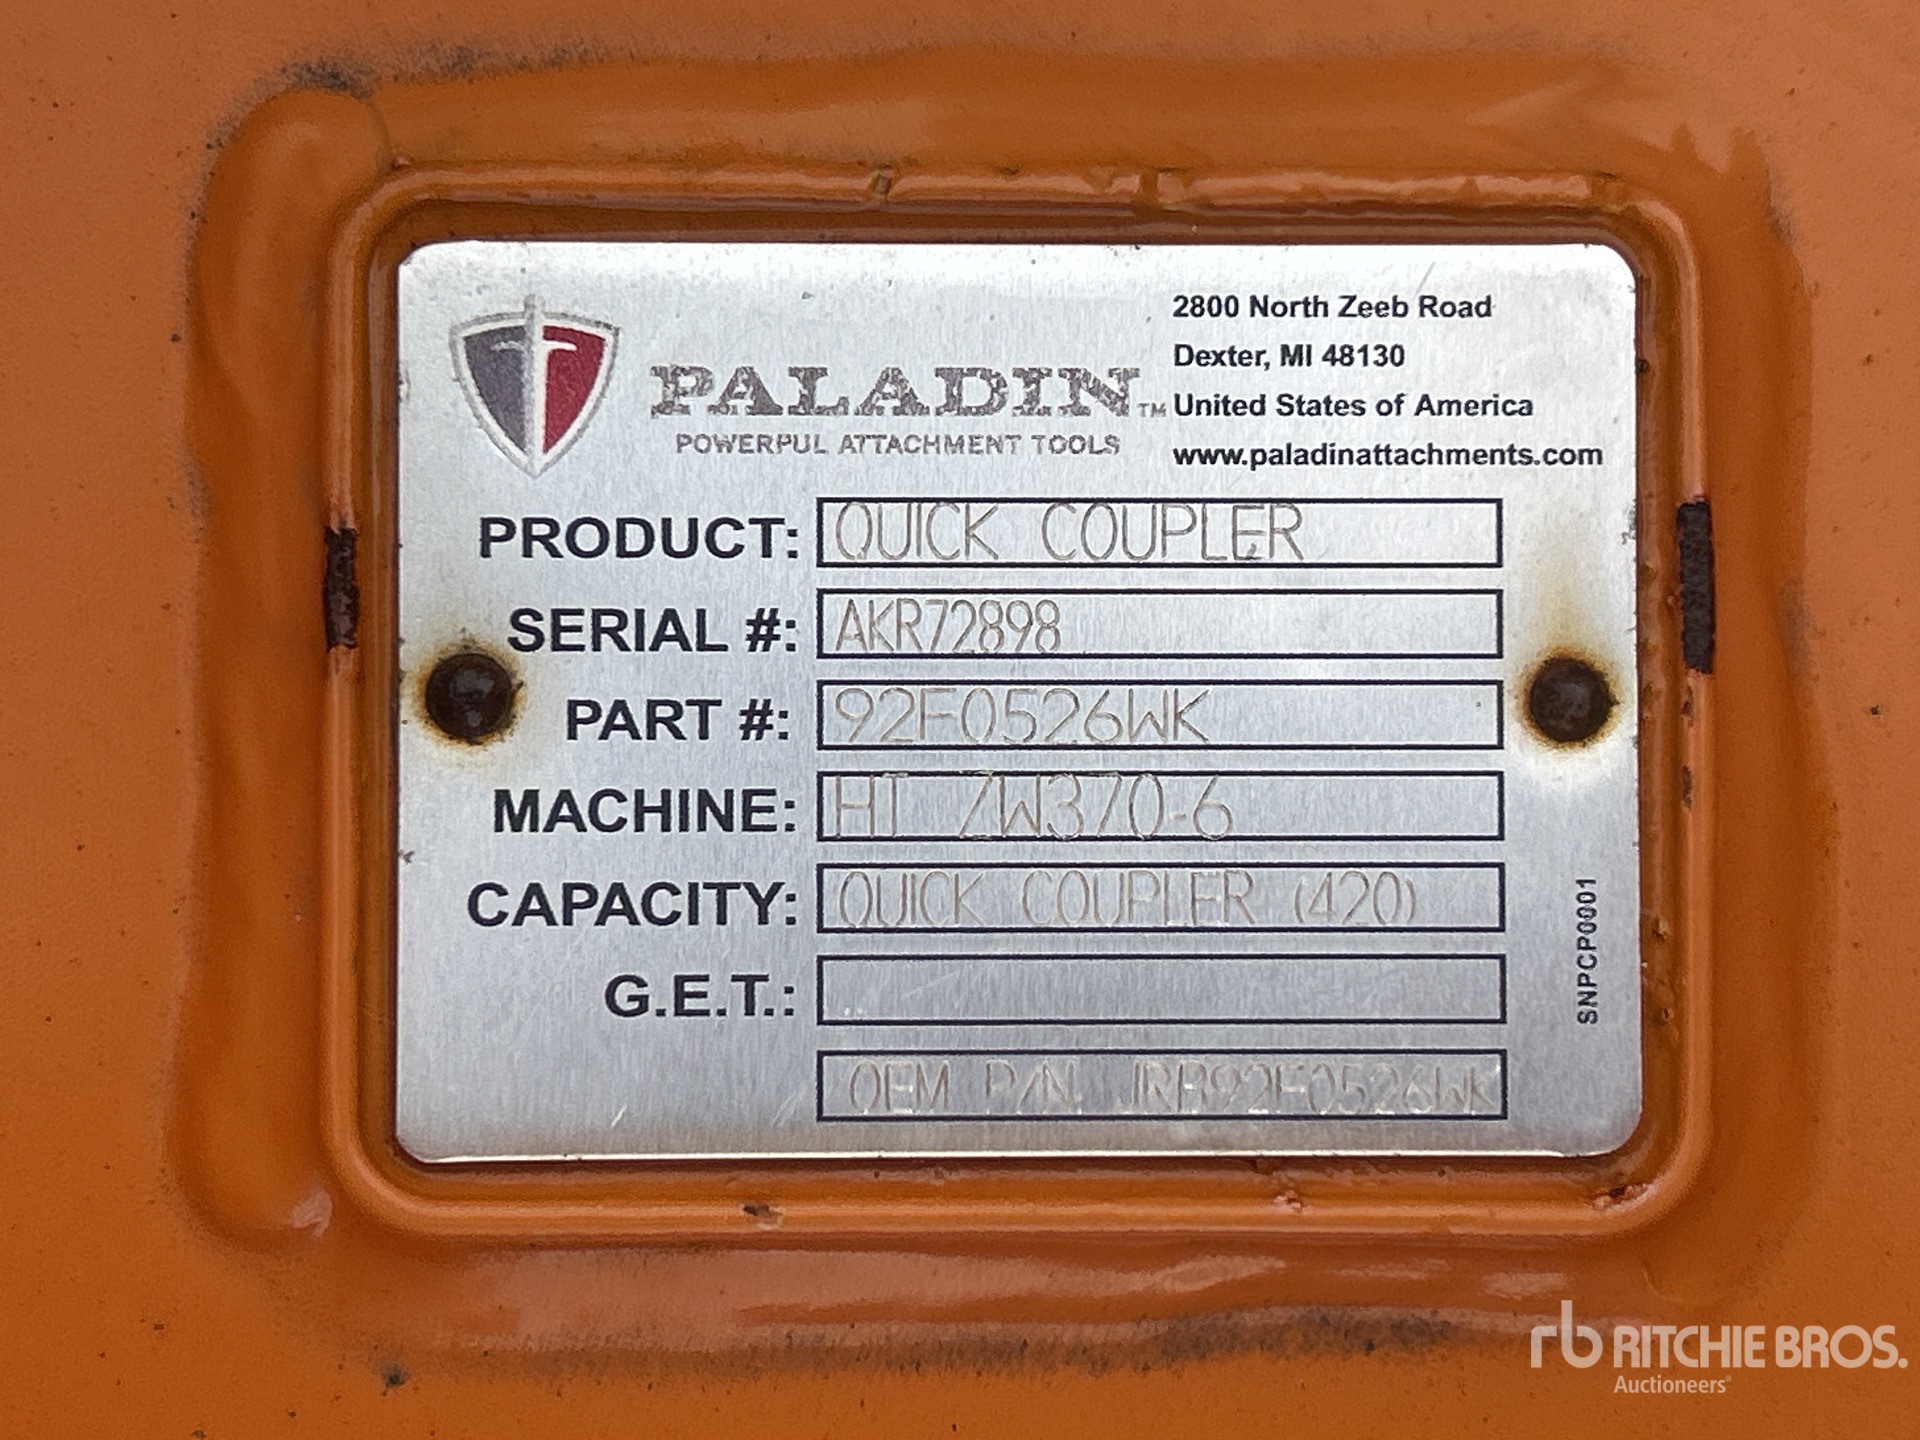 2800 North Zeeb Road
Dexter, MI 48130
United States of America
www.paladinattachments.com
PALADIN™
POWERFUL ATTACHMENT TOOLS
PRODUCT: QUICK COUPLER
SERIAL #: AKR72898
PART #: 92F0526WK
MACHINE: HT ZW370-6
CAPACITY: QUICK COUPLER (420)
G.E.T.:
OEM P/N JRB92F0526WK
SNPCP0001
rb RITCHIE BROS.
Auctioneers